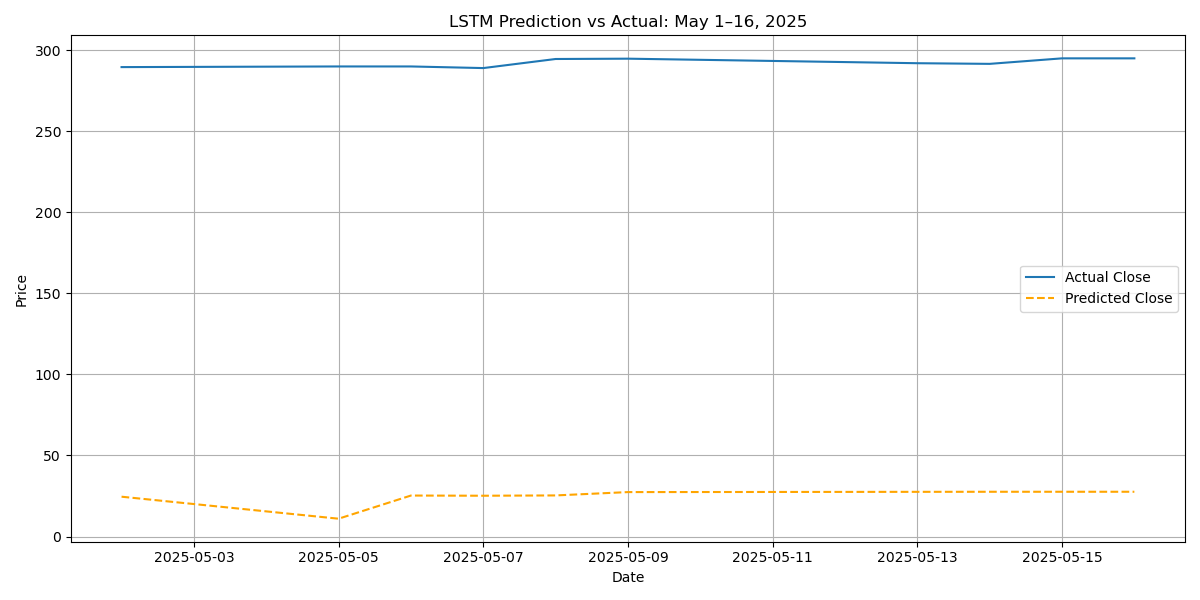 LSTM Prediction vs Actual: May 1–16, 2025
300
250
200
150
100
50
0
Price
Actual Close
Predicted Close
2025-05-03 2025-05-05 2025-05-07 2025-05-09 2025-05-11 2025-05-13 2025-05-15
Date